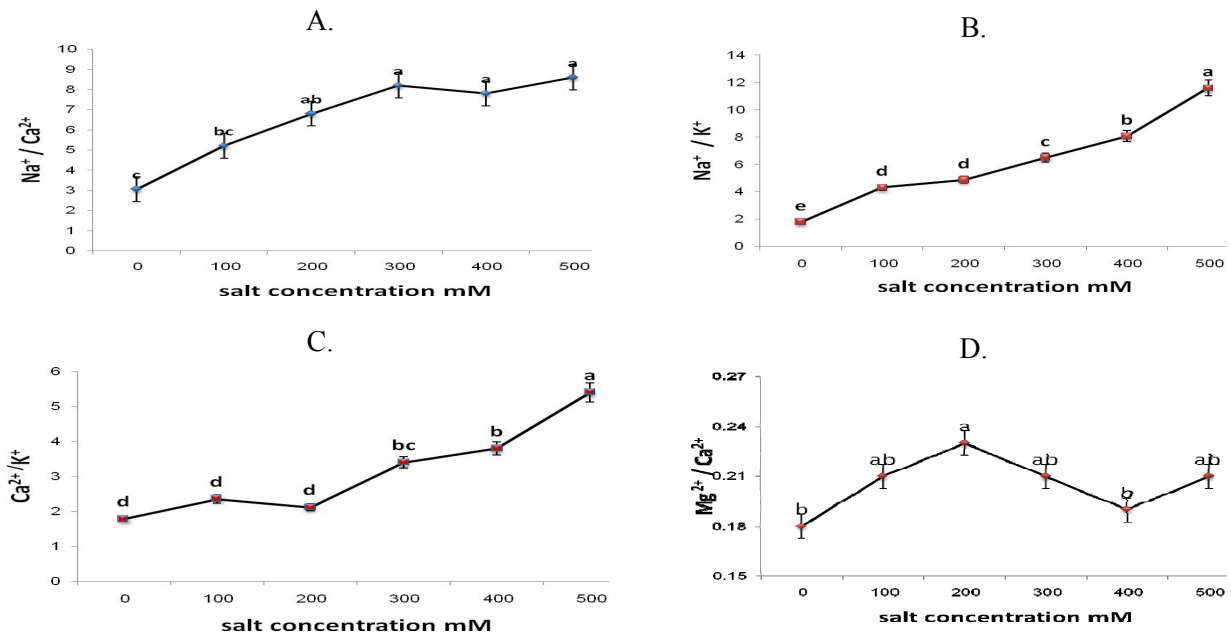 A.
10
9
8
7
6
5
4
3
2
1
0
Na⁺ / Ca²⁺
c
bc
ab
a
a
a
0 100 200 300 400 500
salt concentration mM
B.
14
12
10
8
6
4
2
0
Na⁺ / K⁺
e
d
d
c
b
a
0 100 200 300 400 500
salt concentration mM
C.
6
5
4
3
2
1
0
Ca²⁺/K⁺
d
d
d
bc
b
a
0 100 200 300 400 500
salt concentration mM
D.
0.27
0.24
0.21
0.18
0.15
Mg²⁺/Ca²⁺
b
ab
a
ab
b
ab
0 100 200 300 400 500
salt concentration mM